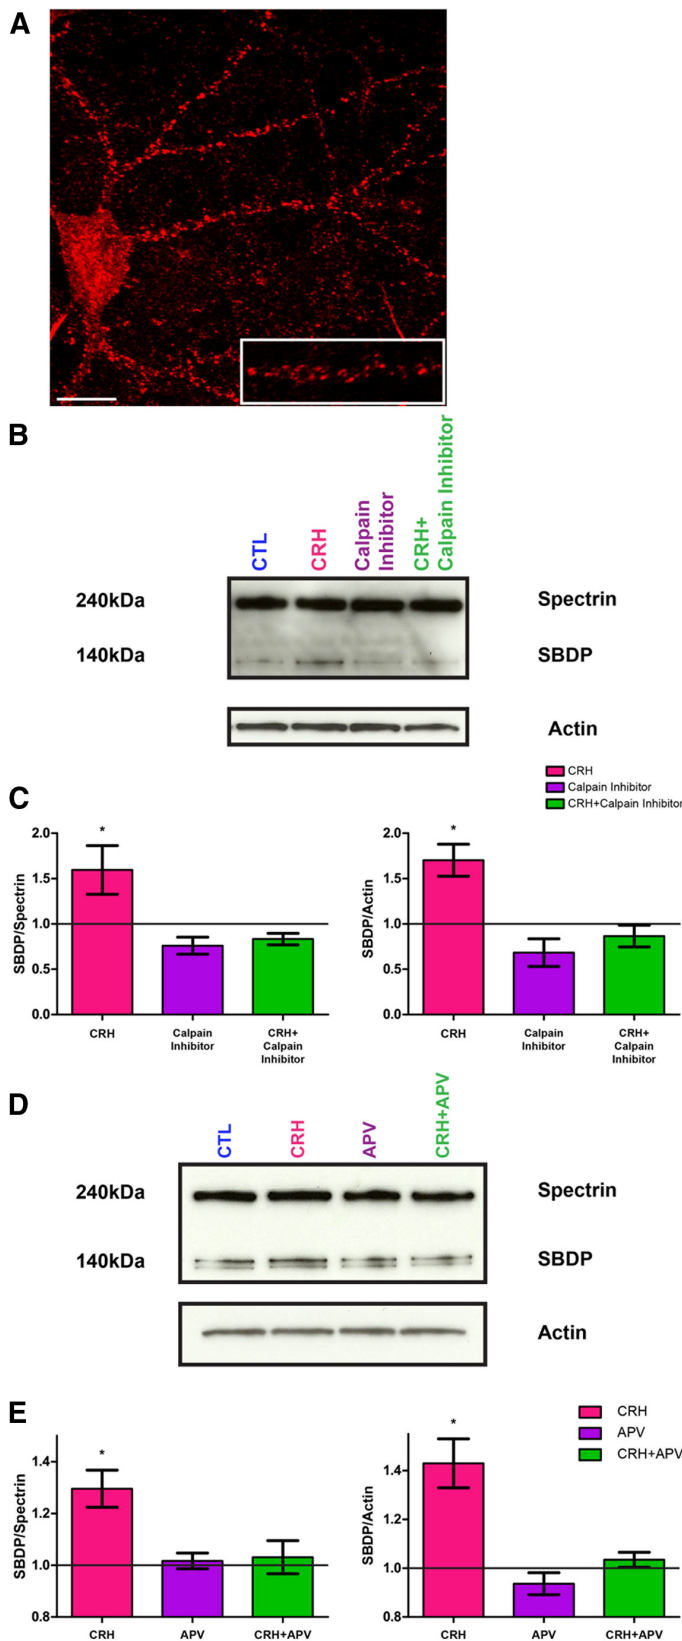 A
B
CTL
CRH
Calpain
Inhibitor
CRH+
Calpain Inhibitor
240kDa
Spectrin
140kDa
SBDP
Actin
CRH
Calpain Inhibitor
CRH+Calpain Inhibitor
C
SBDP/Spectrin
2.0
1.5
1.0
0.5
0.0
*
CRH
Calpain
Inhibitor
CRH+
Calpain
Inhibitor
SBDP/Actin
2.0
1.5
1.0
0.5
0.0
*
CRH
Calpain
Inhibitor
CRH+
Calpain
Inhibitor
D
CTL
CRH
APV
CRH+APV
240kDa
Spectrin
140kDa
SBDP
Actin
E
CRH
APV
CRH+APV
SBDP/Spectrin
1.4
1.2
1.0
0.8
*
CRH
APV
CRH+APV
SBDP/Actin
1.4
1.2
1.0
0.8
*
CRH
APV
CRH+APV